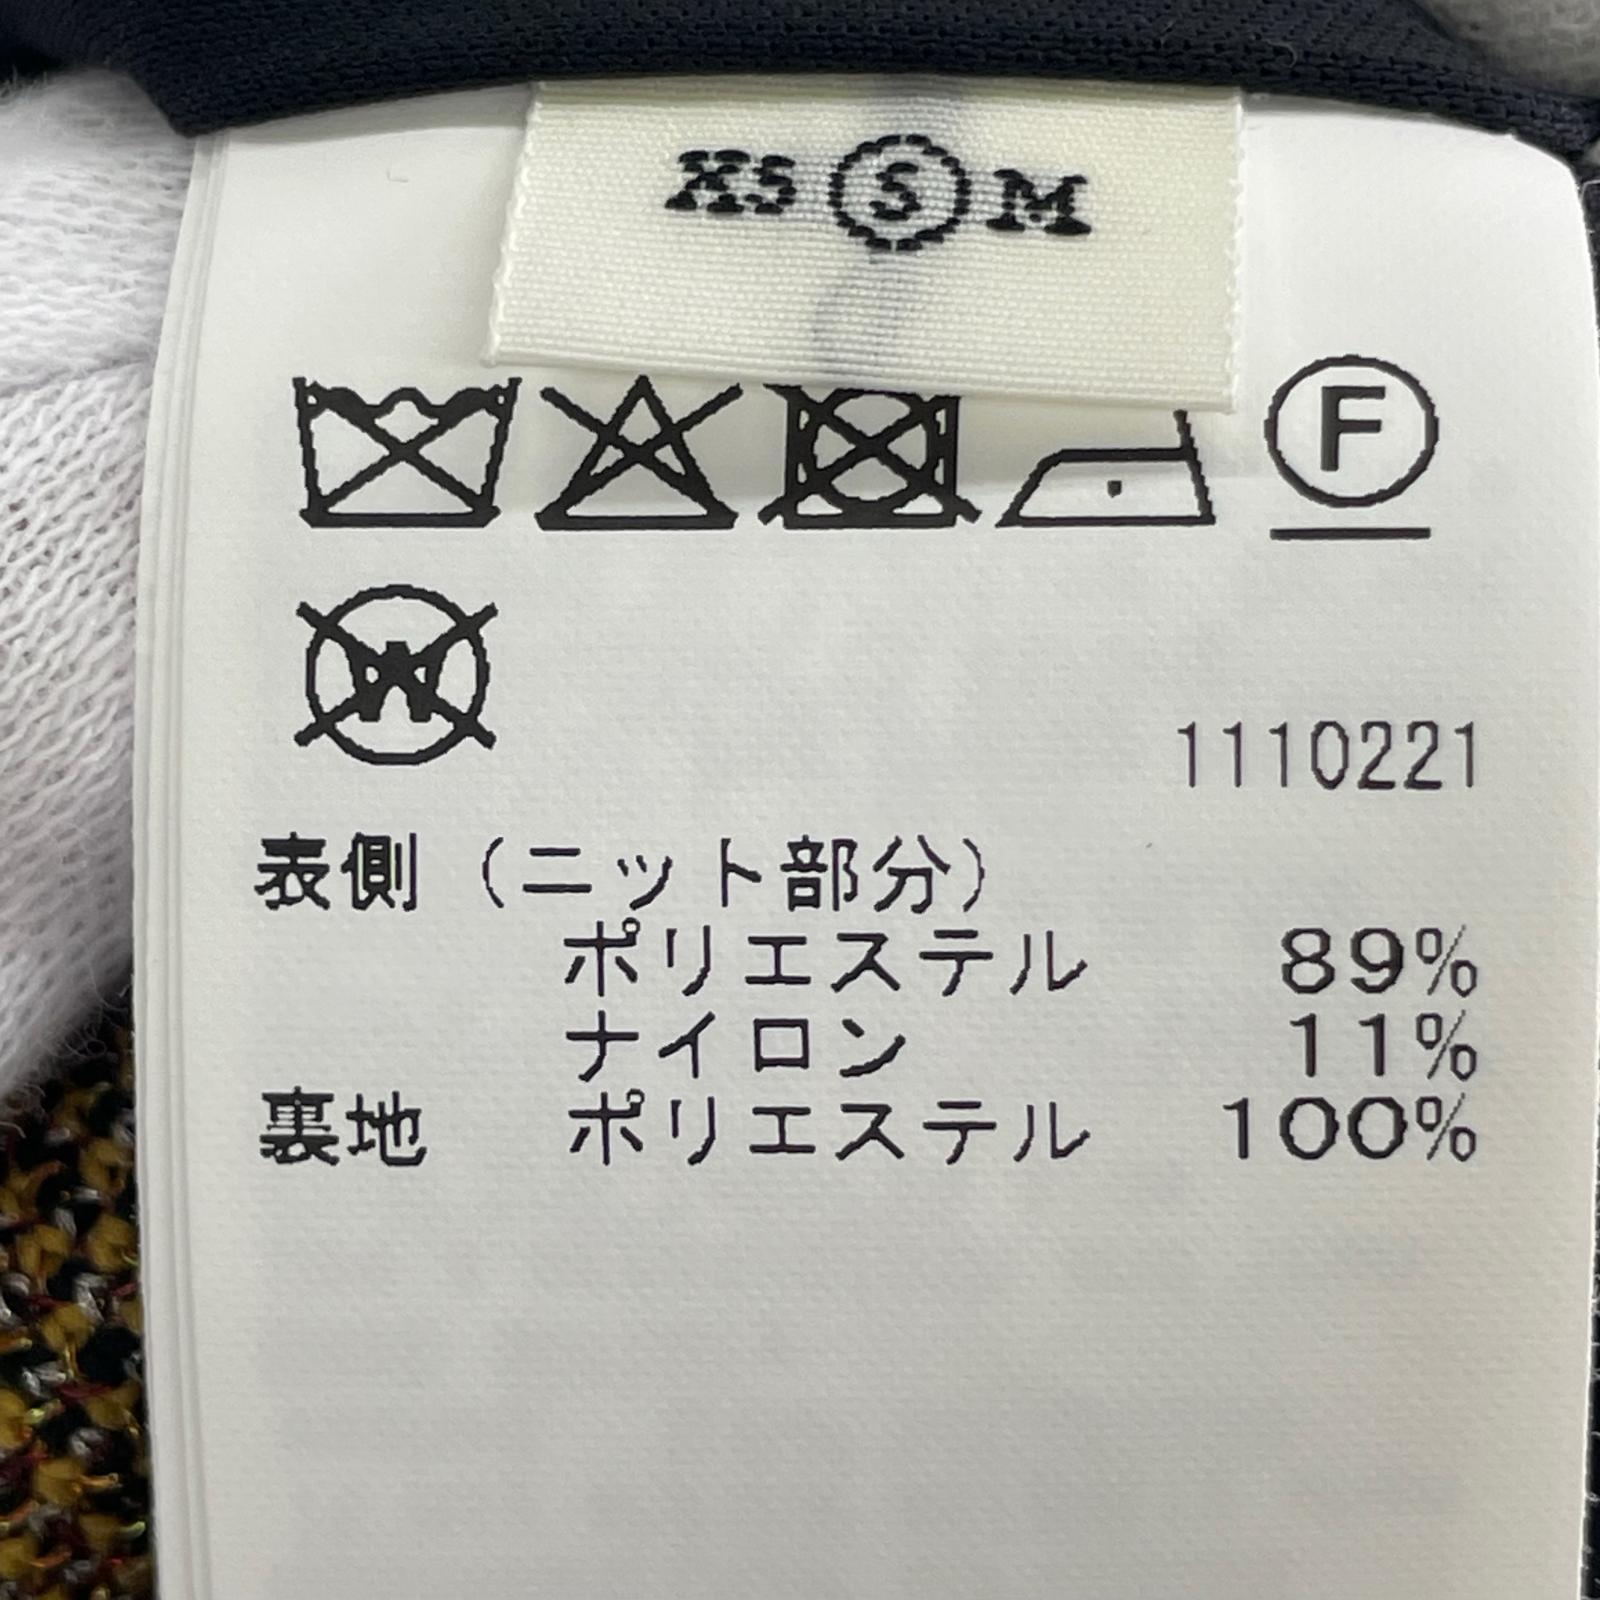 XS S M
F
W
1110221
表側（ニット部分）
ポリエステル 89%
ナイロン 11%
裏地 ポリエステル 100%